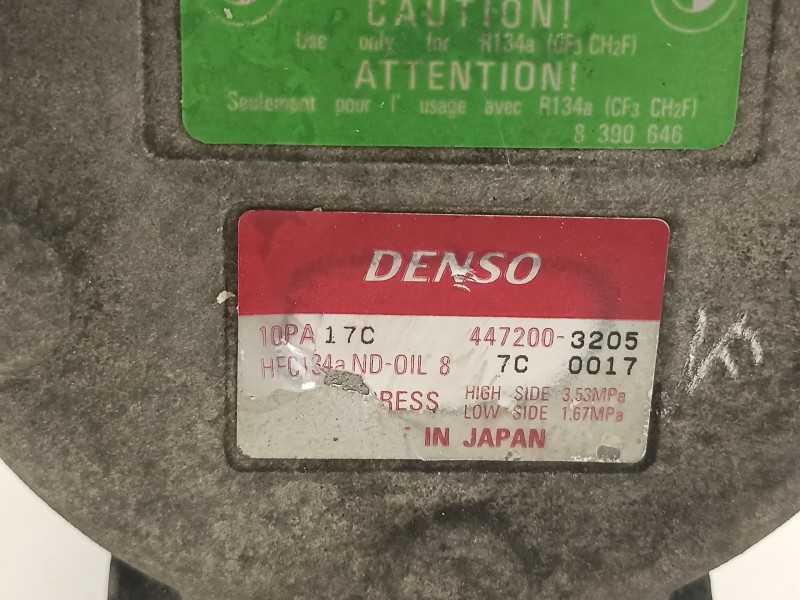 CAUTION!
Use only for R134a (CF3 CH2F)
ATTENTION!
Seulement pour l' usage avec R134a (CF3 CH2F)
8 390 646
DENSO
10PA 17C 447200-3205
HFC134a ND-OIL 8 7C 0017
RESS HIGH SIDE 3.53MPa
LOW SIDE 1.67MPa
IN JAPAN